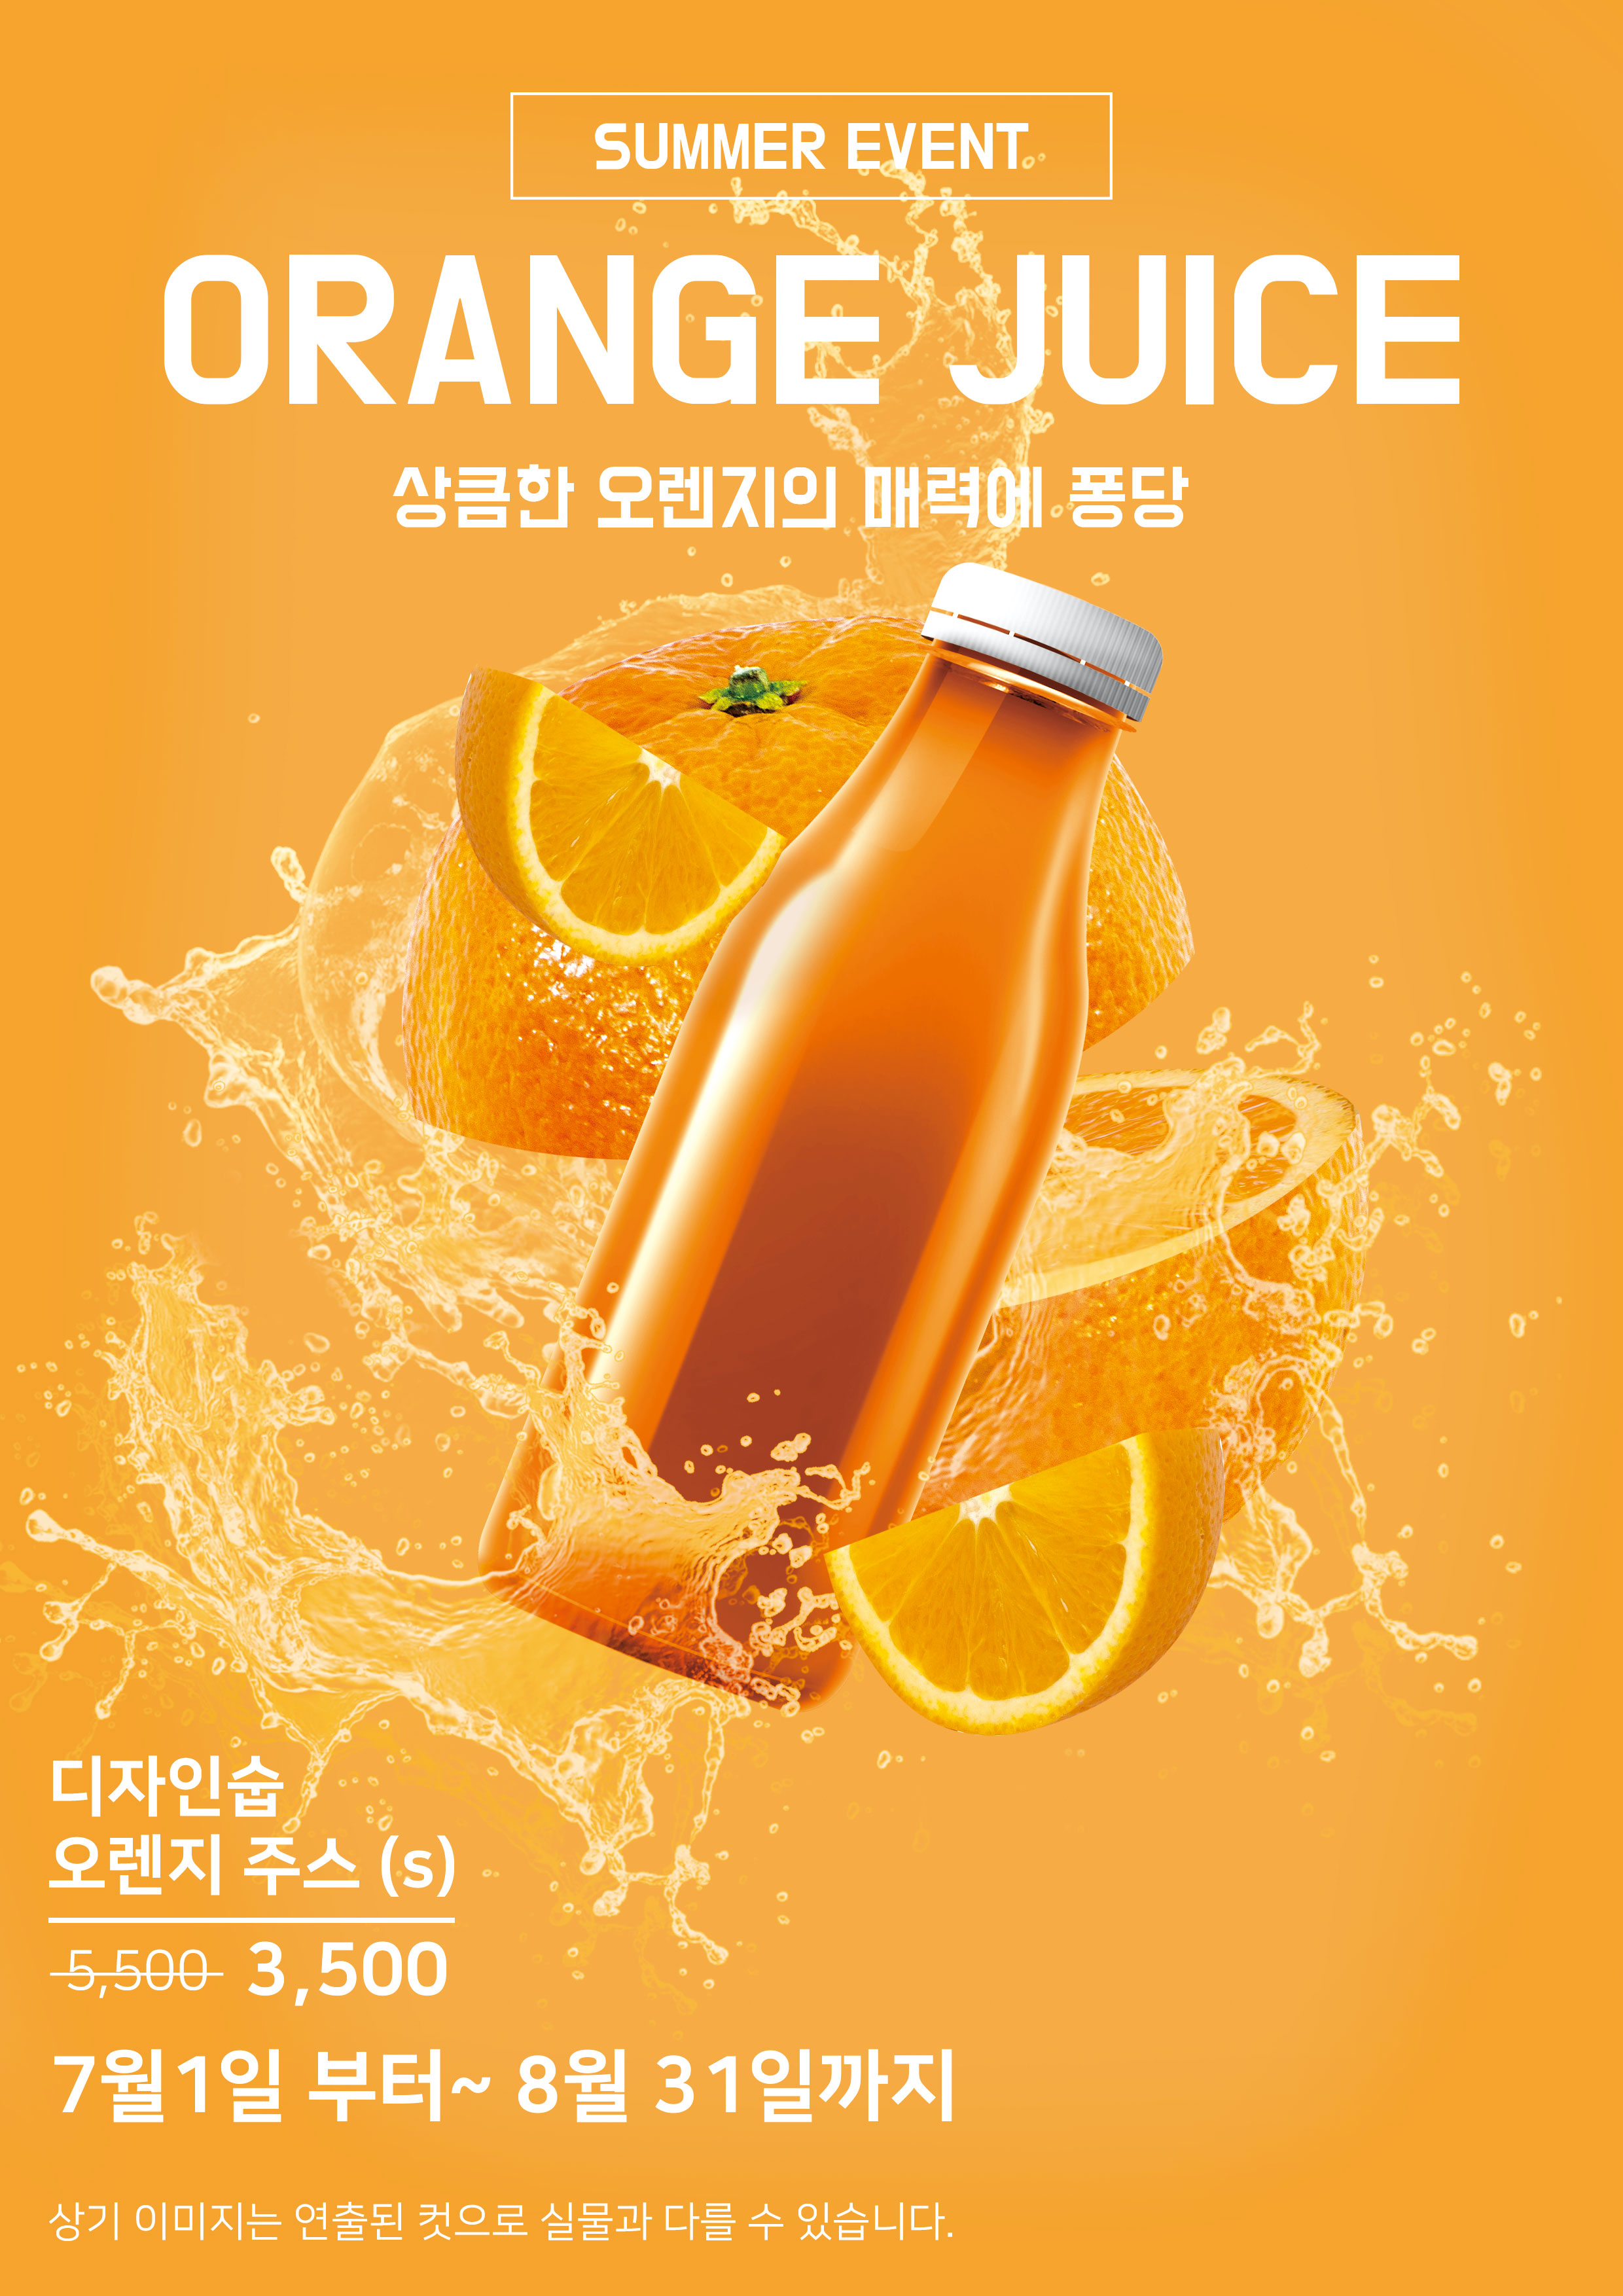 SUMMER EVENT
ORANGE JUICE
상큼한 오렌지의 매력에 퐁당
디자인숩
오렌지 주스 (s)
5,500 3,500
7월1일 부터~ 8월 31일까지
상기 이미지는 연출된 컷으로 실물과 다를 수 있습니다.